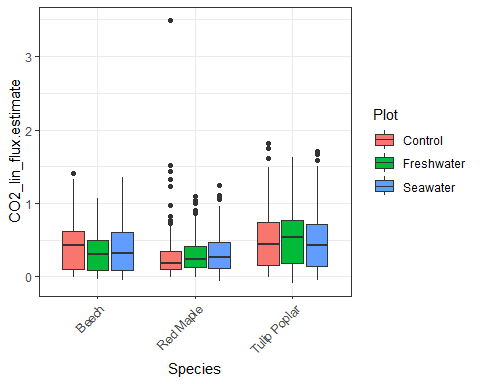 CO2_lin_flux.estimate
3
2
1
0
Beech
Red Maple
Tulip Poplar
Species
Plot
Control
Freshwater
Seawater